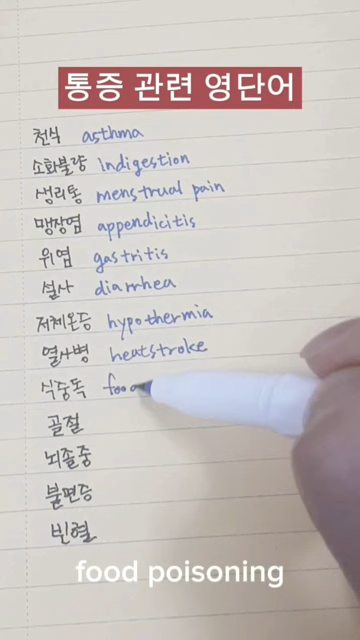 통증 관련 영단어
천식 asthma
소화불량 indigestion
생리통 menstrual pain
맹장염 appendicitis
위염 gastritis
설사 diarrhea
저체온증 hypothermia
열사병 heatstroke
식중독 foo
골절
뇌졸중
불면증
빈혈
food poisoning